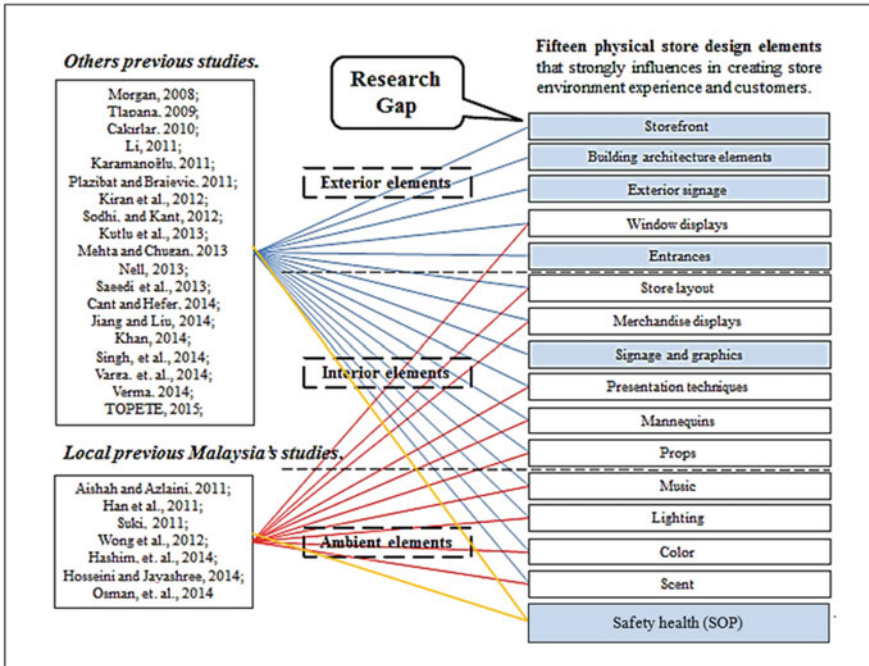 Others previous studies.
Morgan, 2008;
Tlapana, 2009;
Cakırlar, 2010;
Li, 2011;
Karamanoğlu, 2011;
Plazibat and Brajevic, 2011;
Kiran et al., 2012;
Sodhi, and Kant, 2012;
Kutlu et al., 2013;
Mehta and Chugan, 2013
Nell, 2013;
Saeedi et al., 2013;
Cant and Hefer, 2014;
Jiang and Liu, 2014;
Khan, 2014;
Singh, et al., 2014;
Varga, et. al., 2014;
Verma, 2014;
TOPETE, 2015;
Local previous Malaysia's studies.
Aishah and Azlaini, 2011;
Han et al., 2011;
Suki, 2011;
Wong et al., 2012;
Hashim, et. al., 2014;
Hosseini and Jayashree, 2014;
Osman, et. al., 2014
Research
Gap
Exterior elements
Interior elements
Ambient elements
Fifteen physical store design elements
that strongly influences in creating store
environment experience and customers.
Storefront
Building architecture elements
Exterior signage
Window displays
Entrances
Store layout
Merchandise displays
Signage and graphics
Presentation techniques
Mannequins
Props
Music
Lighting
Color
Scent
Safety health (SOP)